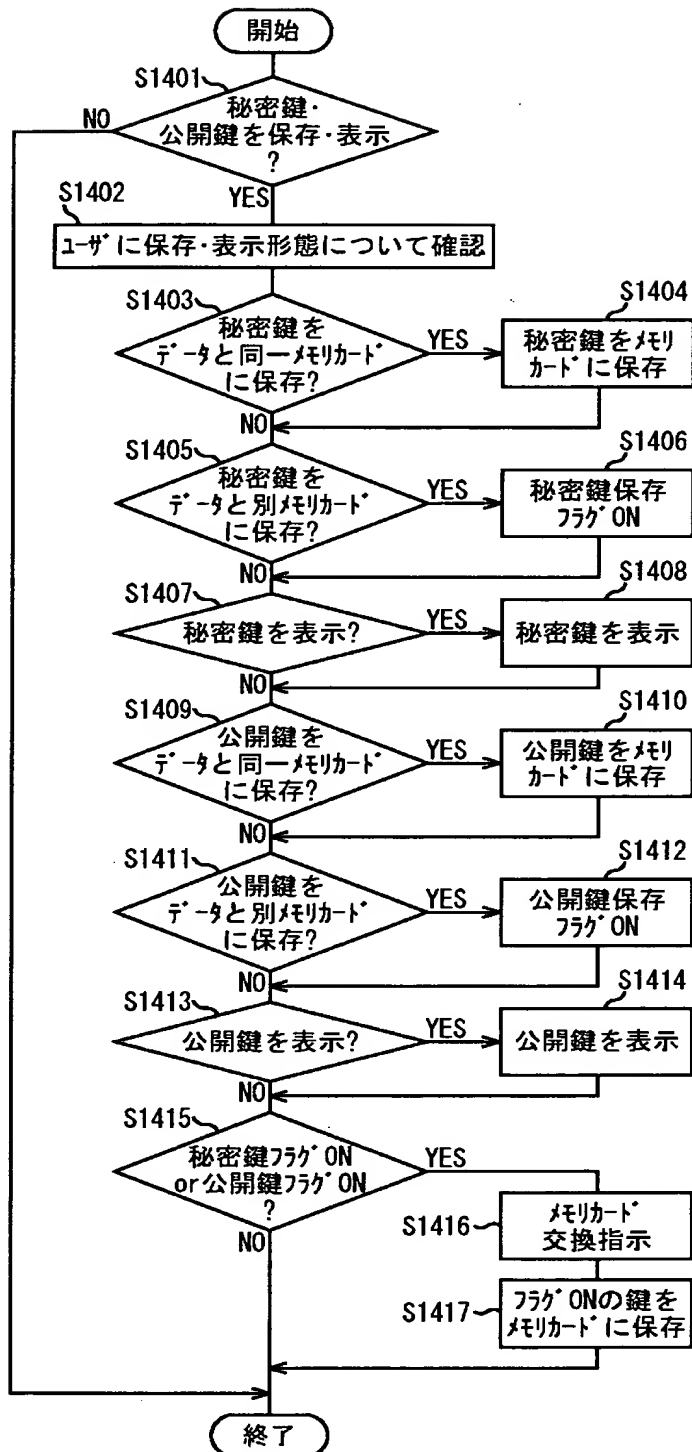 開始
S1401
秘密鍵・
公開鍵を保存・表示
?
NO
YES
S1402
ユーザに保存・表示形態について確認
S1403
秘密鍵を
データと同一メモリカード
に保存?
YES
S1404
秘密鍵をメモリ
カードに保存
NO
S1405
秘密鍵を
データと別メモリカード
に保存?
YES
S1406
秘密鍵保存
フラグON
NO
S1407
秘密鍵を表示?
YES
S1408
秘密鍵を表示
NO
S1409
公開鍵を
データと同一メモリカード
に保存?
YES
S1410
公開鍵をメモリ
カードに保存
NO
S1411
公開鍵を
データと別メモリカード
に保存?
YES
S1412
公開鍵保存
フラグON
NO
S1413
公開鍵を表示?
YES
S1414
公開鍵を表示
NO
S1415
秘密鍵フラグON
or公開鍵フラグON
?
YES
NO
S1416
メモリカード
交換指示
S1417
フラグONの鍵を
メモリカードに保存
終了